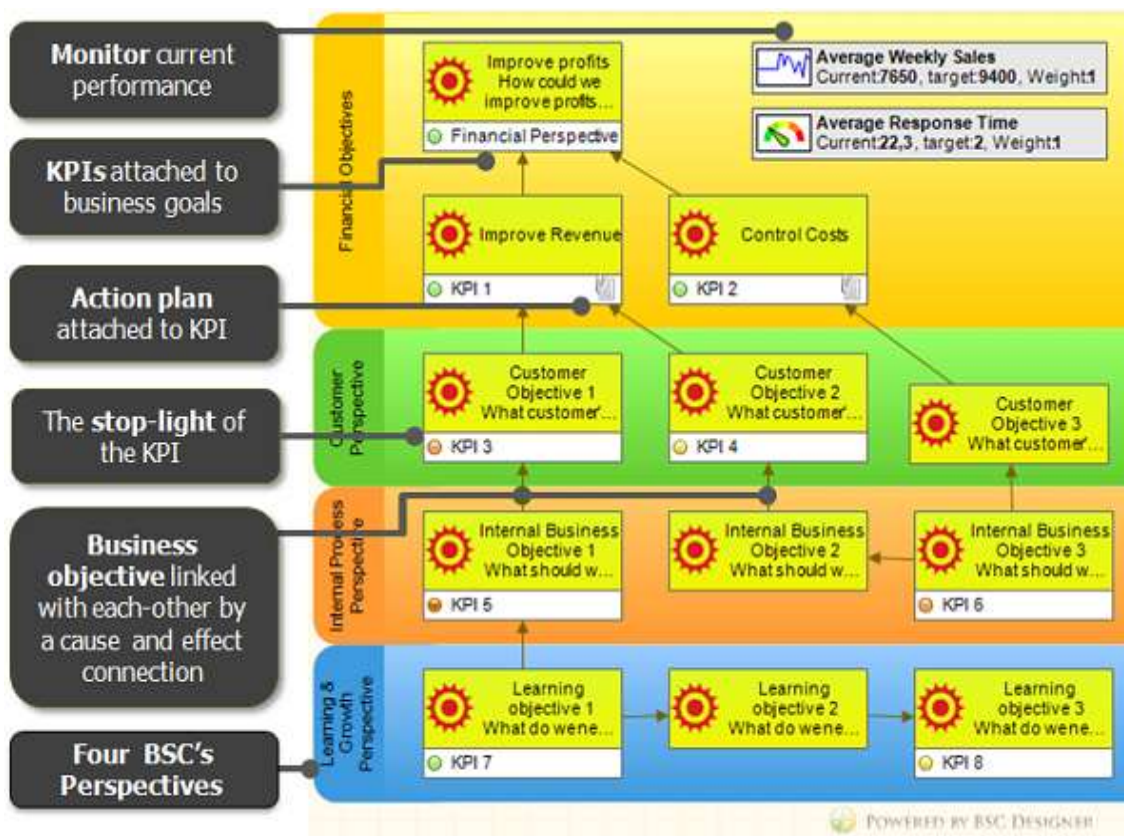 Monitor current
performance
KPIs attached to
business goals
Action plan
attached to KPI
The stop-light of
the KPI
Business
objective linked
with each-other by
a cause and effect
connection
Four BSC's
Perspectives
Financial Objectives
Improve profits
How could we
improve profits...
Financial Perspective
Average Weekly Sales
Current:7650, target:9400, Weight:1
Average Response Time
Current:22,3, target:2, Weight:1
Improve Revenue
KPI 1
Control Costs
KPI 2
Customer
Perspective
Customer
Objective 1
What customer'...
KPI 3
Customer
Objective 2
What customer'...
KPI 4
Customer
Objective 3
What customer'...
Internal Process
Perspective
Internal Business
Objective 1
What should w...
KPI 5
Internal Business
Objective 2
What should w...
Internal Business
Objective 3
What should w...
KPI 6
Learning &
Growth
Perspective
Learning
objective 1
What do wene...
KPI 7
Learning
objective 2
What do wene...
Learning
objective 3
What do wene...
KPI 8
POWERED BY BSC DESIGNER